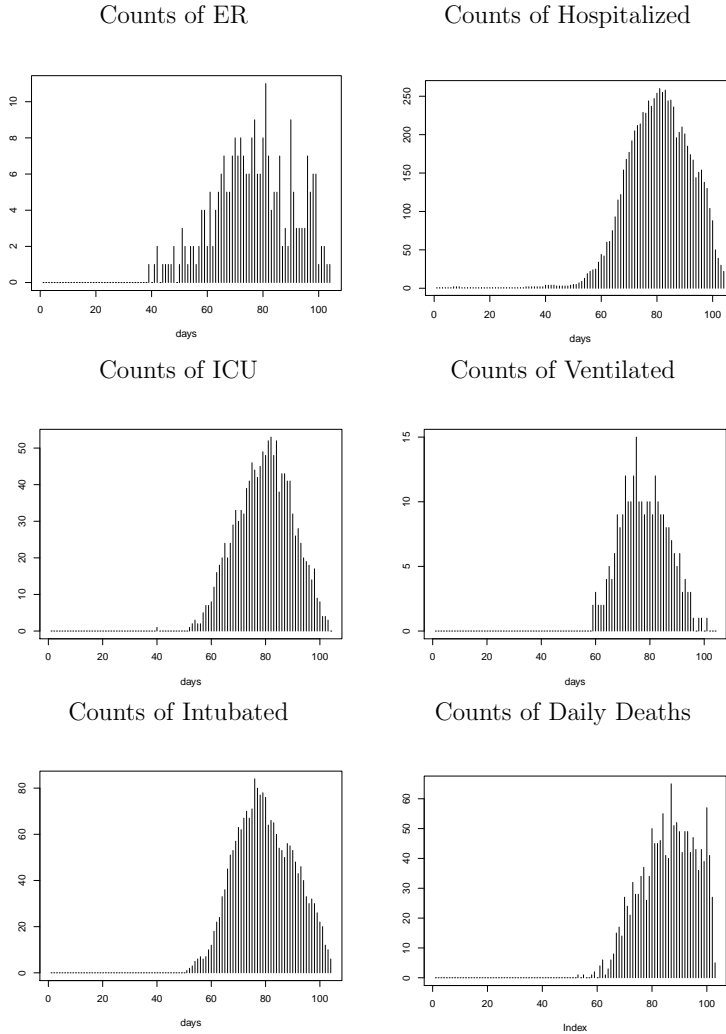 Counts of ER
Counts of Hospitalized
0 2 4 6 8 10
0 20 40 60 80 100
days
0 50 100 150 200 250
0 20 40 60 80 100
days
Counts of ICU
Counts of Ventilated
0 10 20 30 40 50
0 20 40 60 80 100
days
0 5 10 15
0 20 40 60 80 100
days
Counts of Intubated
Counts of Daily Deaths
0 20 40 60 80
0 20 40 60 80 100
days
0 10 20 30 40 50 60
0 20 40 60 80 100
Index